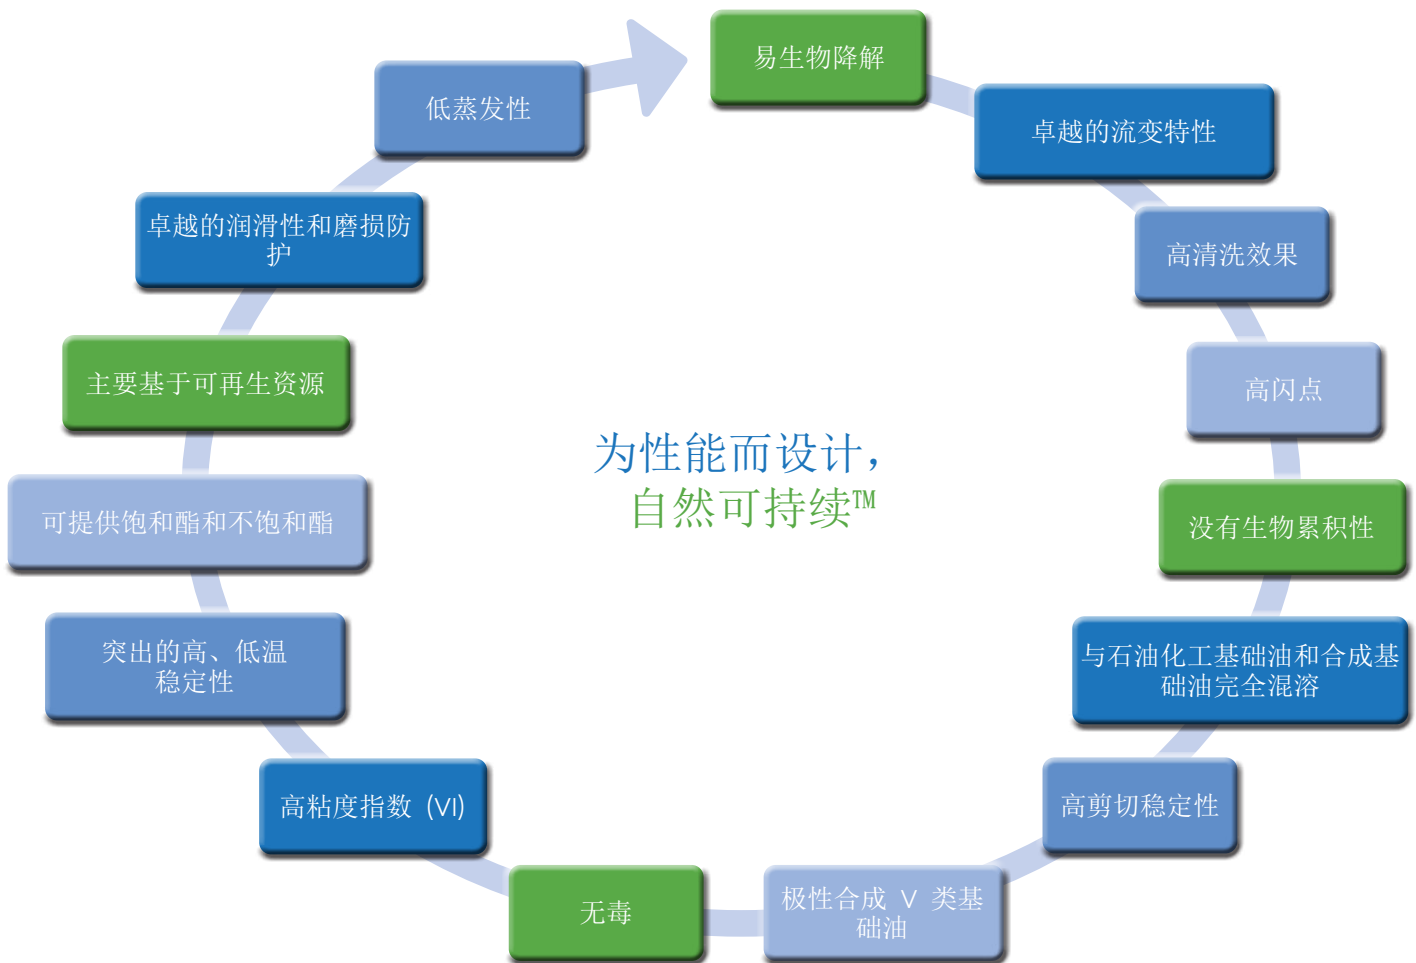 易生物降解
卓越的流变特性
高清洗效果
高闪点
没有生物累积性
与石油化工基础油和合成基
础油完全混溶
高剪切稳定性
极性合成 V 类基
础油
无毒
高粘度指数 (VI)
突出的高、低温
稳定性
可提供饱和酯和不饱和酯
主要基于可再生资源
卓越的润滑性和磨损防
护
低蒸发性
为性能而设计，
自然可持续™